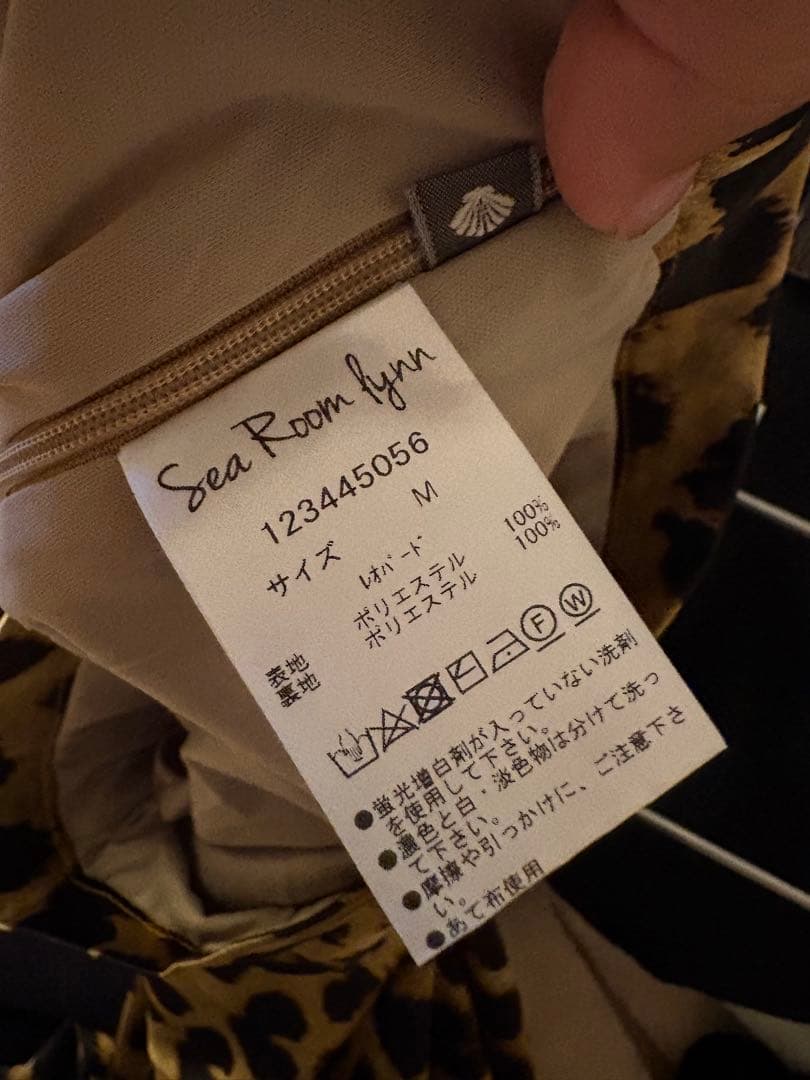 Sea Room lynn
123445056
サイズ M
ﾚｵﾊﾟｰﾄﾞ
表地 ポリエステル 100%
裏地 ポリエステル 100%
F W
●蛍光増白剤が入っていない洗剤
を使用して下さい。
●濃色と白・淡色物は分けて洗っ
て下さい。
●摩擦や引っかけに、ご注意下さ
い。
●あて布使用